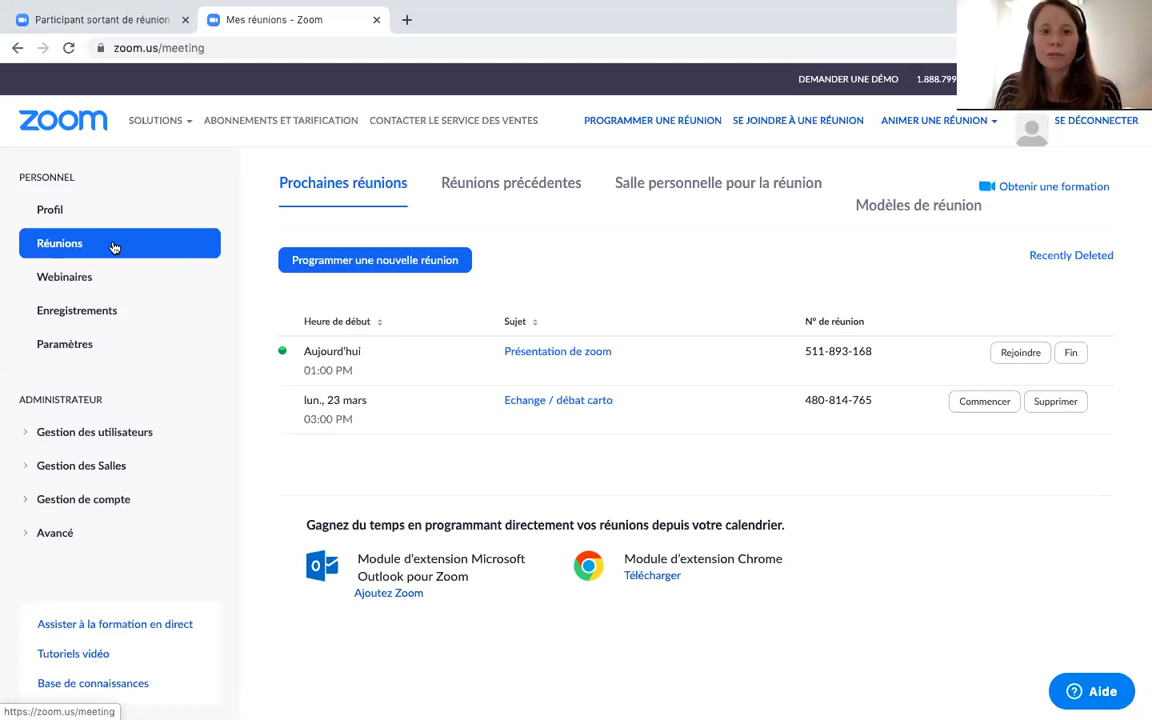 Participant sortant de réunion
Mes réunions - Zoom
zoom.us/meeting
DEMANDER UNE DÉMO 1.888.799
zoom SOLUTIONS ABONNEMENTS ET TARIFICATION CONTACTER LE SERVICE DES VENTES PROGRAMMER UNE RÉUNION SE JOINDRE À UNE RÉUNION ANIMER UNE RÉUNION SE DÉCONNECTER
PERSONNEL
Profil
Réunions
Webinaires
Enregistrements
Paramètres
ADMINISTRATEUR
Gestion des utilisateurs
Gestion des Salles
Gestion de compte
Avancé
Assister à la formation en direct
Tutoriels vidéo
Base de connaissances
https://zoom.us/meeting
Prochaines réunions Réunions précédentes Salle personnelle pour la réunion
Modèles de réunion
Obtenir une formation
Programmer une nouvelle réunion
Recently Deleted
Heure de début Sujet N° de réunion
Aujourd'hui Présentation de zoom 511-893-168 Rejoindre Fin
01:00 PM
lun., 23 mars Echange / débat carto 480-814-765 Commencer Supprimer
03:00 PM
Gagnez du temps en programmant directement vos réunions depuis votre calendrier.
Module d'extension Microsoft
Outlook pour Zoom
Ajoutez Zoom
Module d'extension Chrome
Télécharger
Aide